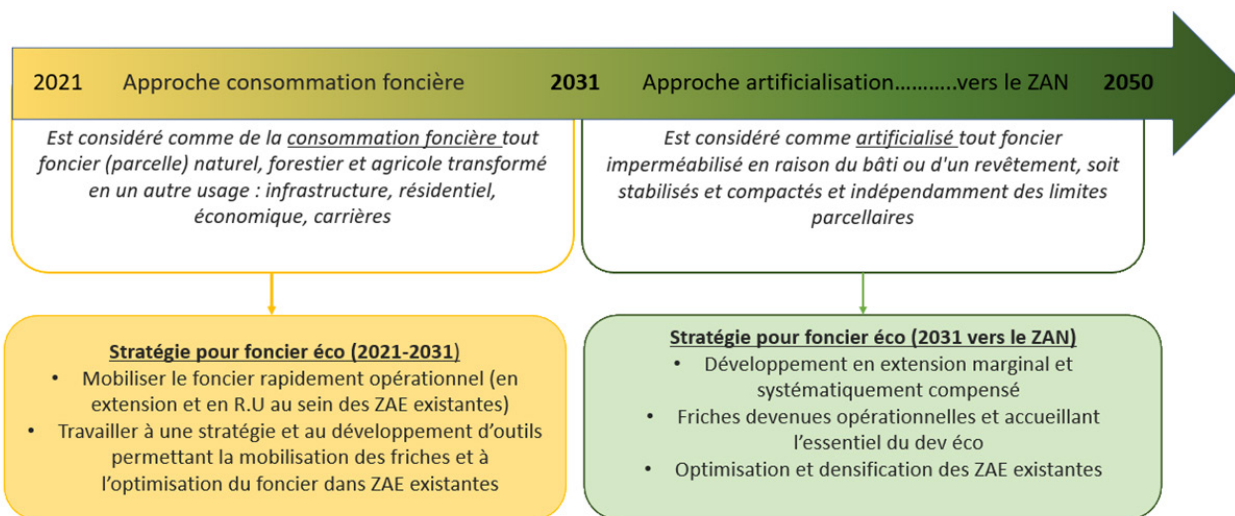 2021 Approche consommation foncière 2031 Approche artificialisation………..vers le ZAN 2050
Est considéré comme de la consommation foncière tout
foncier (parcelle) naturel, forestier et agricole transformé
en un autre usage : infrastructure, résidentiel,
économique, carrières
Est considéré comme artificialisé tout foncier
imperméabilisé en raison du bâti ou d'un revêtement, soit
stabilisés et compactés et indépendamment des limites
parcellaires
Stratégie pour foncier éco (2021-2031)
• Mobiliser le foncier rapidement opérationnel (en
extension et en R.U au sein des ZAE existantes)
• Travailler à une stratégie et au développement d’outils
permettant la mobilisation des friches et à
l’optimisation du foncier dans ZAE existantes
Stratégie pour foncier éco (2031 vers le ZAN)
• Développement en extension marginal et
systématiquement compensé
• Friches devenues opérationnelles et accueillant
l’essentiel du dev éco
• Optimisation et densification des ZAE existantes